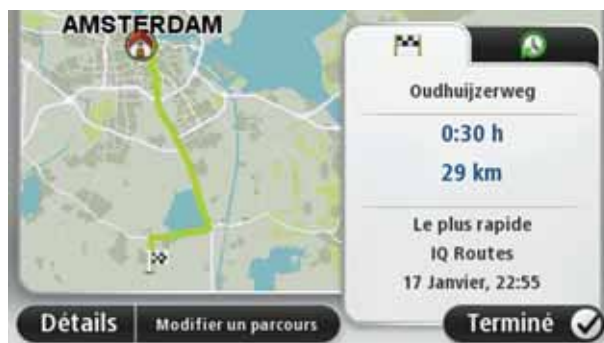 AMSTERDAM
Oudhuijzerweg
0:30 h
29 km
Le plus rapide
IQ Routes
17 Janvier, 22:55
Détails
Modifier un parcours
Terminé